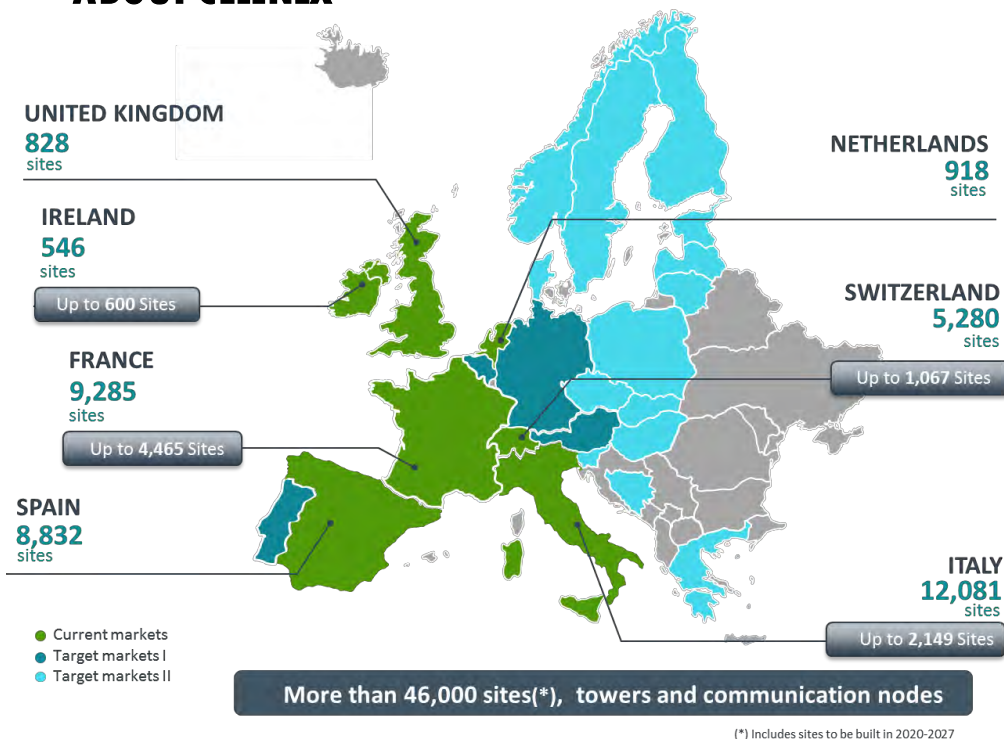 UNITED KINGDOM
828
sites
IRELAND
546
sites
Up to 600 Sites
FRANCE
9,285
sites
Up to 4,465 Sites
SPAIN
8,832
sites
NETHERLANDS
918
sites
SWITZERLAND
5,280
sites
Up to 1,067 Sites
ITALY
12,081
sites
Up to 2,149 Sites
Current markets
Target markets I
Target markets II
More than 46,000 sites(*), towers and communication nodes
(*) Includes sites to be built in 2020-2027